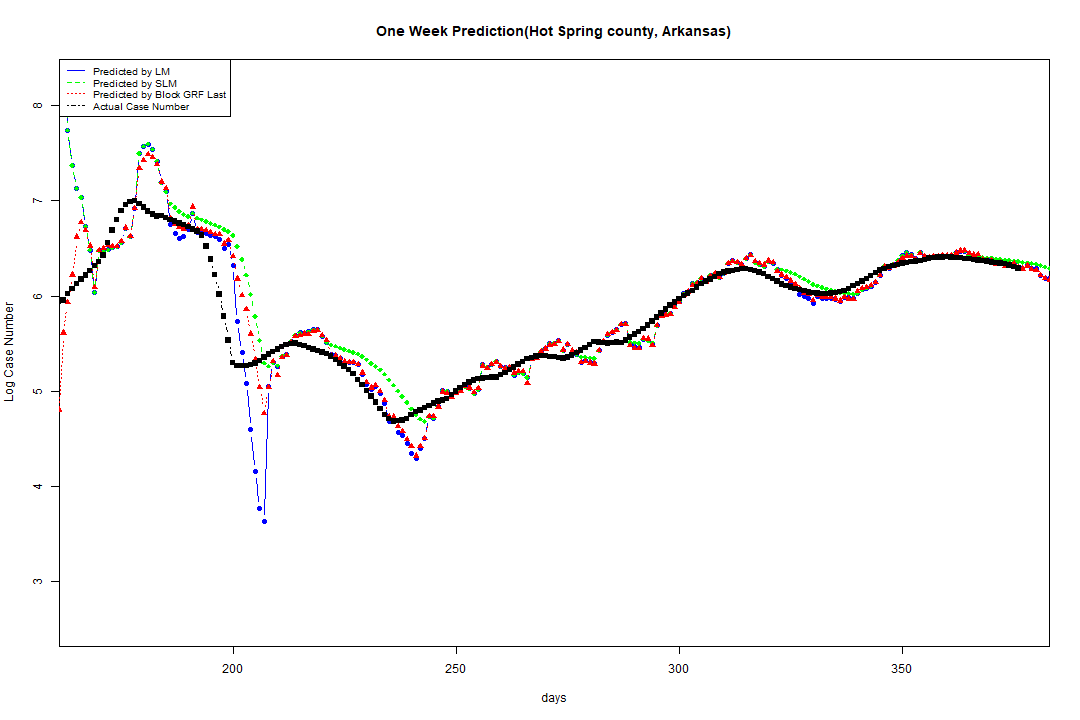 One Week Prediction(Hot Spring county, Arkansas)
Predicted by LM
Predicted by SLM
Predicted by Block GRF Last
Actual Case Number
8
7
6
5
4
3
Log Case Number
200 250 300 350
days